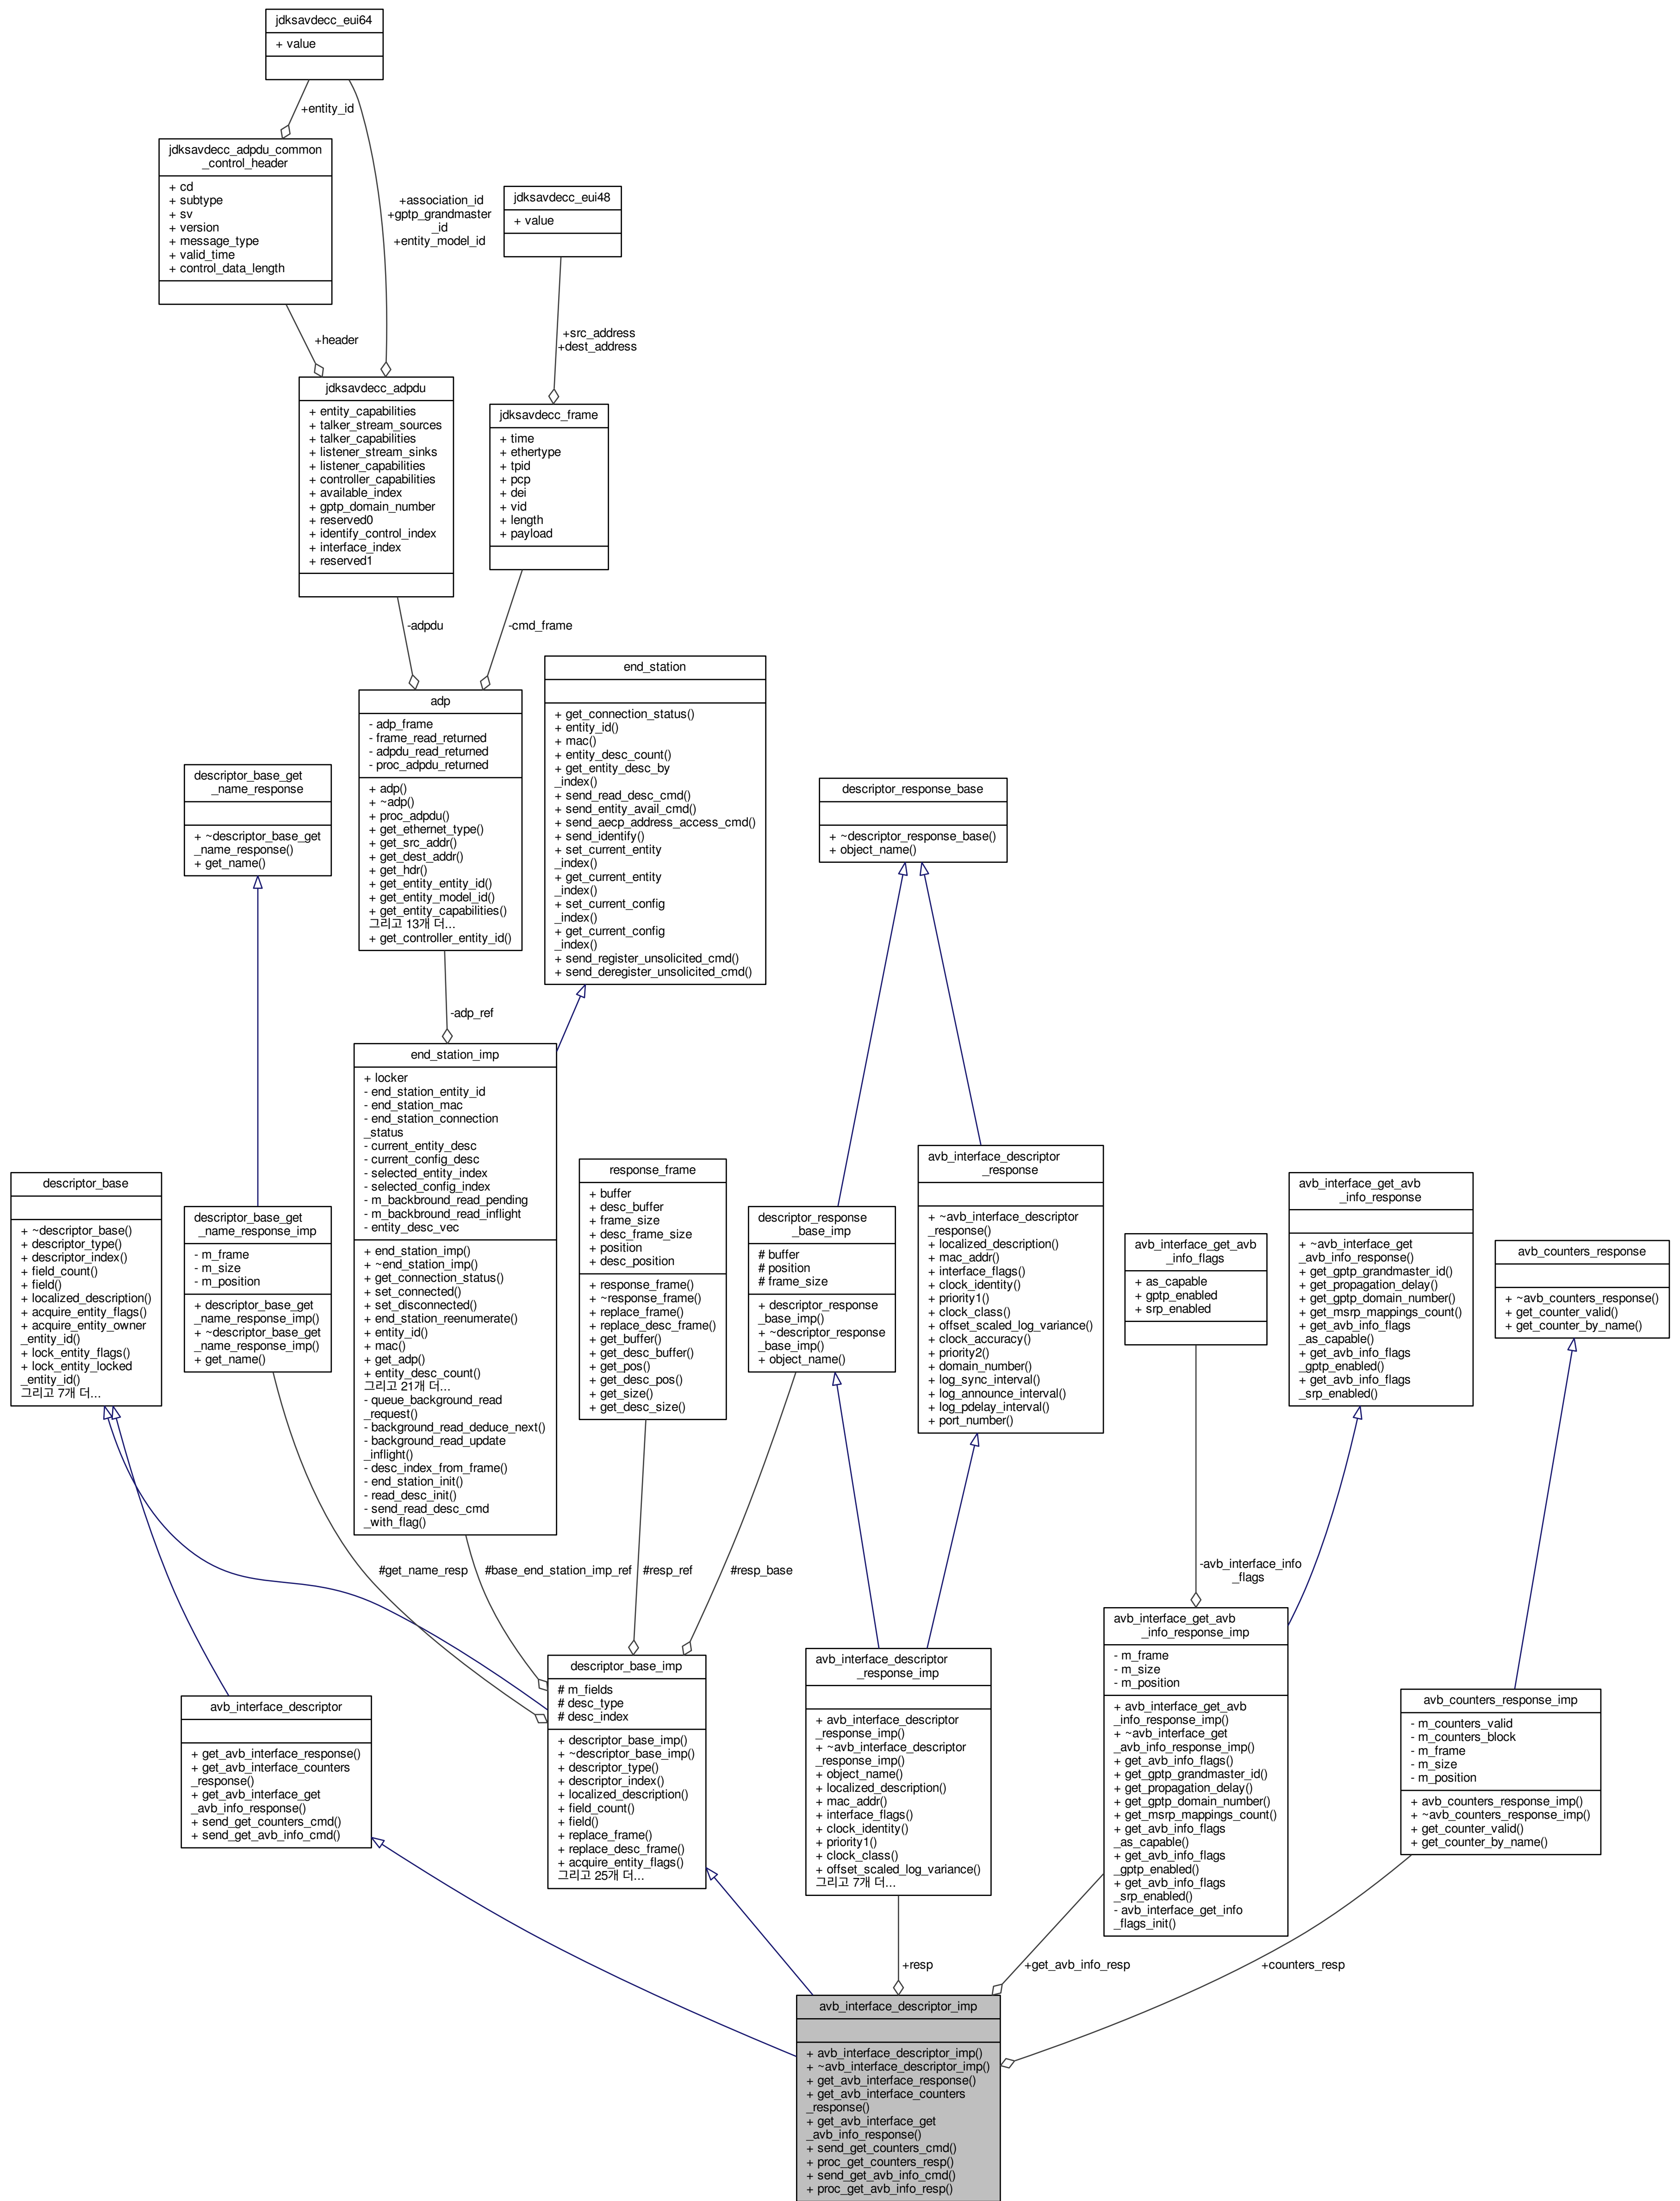 jdksavdecc_eui64
+ value
+entity_id
jdksavdecc_adpdu_common
_control_header
+ cd
+ subtype
+ sv
+ version
+ message_type
+ valid_time
+ control_data_length
+association_id
+gptp_grandmaster
_id
+entity_model_id
jdksavdecc_eui48
+ value
+header
+src_address
+dest_address
jdksavdecc_adpdu
+ entity_capabilities
+ talker_stream_sources
+ talker_capabilities
+ listener_stream_sinks
+ listener_capabilities
+ controller_capabilities
+ available_index
+ gptp_domain_number
+ reserved0
+ identify_control_index
+ interface_index
+ reserved1
jdksavdecc_frame
+ time
+ ethertype
+ tpid
+ pcp
+ dei
+ vid
+ length
+ payload
-adpdu
-cmd_frame
adp
- adp_frame
- frame_read_returned
- adpdu_read_returned
- proc_adpdu_returned
+ adp()
+ ~adp()
+ proc_adpdu()
+ get_ethernet_type()
+ get_src_addr()
+ get_dest_addr()
+ get_hdr()
+ get_entity_entity_id()
+ get_entity_model_id()
+ get_entity_capabilities()
그리고 13개 더...
+ get_controller_entity_id()
end_station
+ get_connection_status()
+ entity_id()
+ mac()
+ entity_desc_count()
+ get_entity_desc_by
_index()
+ send_read_desc_cmd()
+ send_entity_avail_cmd()
+ send_aecp_address_access_cmd()
+ send_identify()
+ set_current_entity
_index()
+ get_current_entity
_index()
+ set_current_config
_index()
+ get_current_config
_index()
+ send_register_unsolicited_cmd()
+ send_deregister_unsolicited_cmd()
descriptor_base_get
_name_response
+ ~descriptor_base_get
_name_response()
+ get_name()
descriptor_response_base
+ ~descriptor_response_base()
+ object_name()
-adp_ref
descriptor_base
+ ~descriptor_base()
+ descriptor_type()
+ descriptor_index()
+ field_count()
+ field()
+ localized_description()
+ acquire_entity_flags()
+ acquire_entity_owner
_entity_id()
+ lock_entity_flags()
+ lock_entity_locked
_entity_id()
그리고 7개 더...
descriptor_base_get
_name_response_imp
- m_frame
- m_size
- m_position
+ descriptor_base_get
_name_response_imp()
+ ~descriptor_base_get
_name_response_imp()
+ get_name()
end_station_imp
+ locker
- end_station_entity_id
- end_station_mac
- end_station_connection
_status
- current_entity_desc
- current_config_desc
- selected_entity_index
- selected_config_index
- m_backbround_read_pending
- m_backbround_read_inflight
- entity_desc_vec
+ end_station_imp()
+ ~end_station_imp()
+ get_connection_status()
+ set_connected()
+ set_disconnected()
+ end_station_reenumerate()
+ entity_id()
+ mac()
+ get_adp()
+ entity_desc_count()
그리고 21개 더...
- queue_background_read
_request()
- background_read_deduce_next()
- background_read_update
_inflight()
- desc_index_from_frame()
- end_station_init()
- read_desc_init()
- send_read_desc_cmd
_with_flag()
response_frame
+ buffer
+ desc_buffer
+ frame_size
+ desc_frame_size
+ position
+ desc_position
+ response_frame()
+ ~response_frame()
+ replace_frame()
+ replace_desc_frame()
+ get_buffer()
+ get_desc_buffer()
+ get_pos()
+ get_desc_pos()
+ get_size()
+ get_desc_size()
descriptor_response
_base_imp
# buffer
# position
# frame_size
+ descriptor_response
_base_imp()
+ ~descriptor_response
_base_imp()
+ object_name()
avb_interface_descriptor
_response
+ ~avb_interface_descriptor
_response()
+ localized_description()
+ mac_addr()
+ interface_flags()
+ clock_identity()
+ priority1()
+ clock_class()
+ offset_scaled_log_variance()
+ clock_accuracy()
+ priority2()
+ domain_number()
+ log_sync_interval()
+ log_announce_interval()
+ log_pdelay_interval()
+ port_number()
avb_interface_get_avb
_info_flags
+ as_capable
+ gptp_enabled
+ srp_enabled
avb_interface_get_avb
_info_response
+ ~avb_interface_get
_avb_info_response()
+ get_gptp_grandmaster_id()
+ get_propagation_delay()
+ get_gptp_domain_number()
+ get_msrp_mappings_count()
+ get_avb_info_flags
_as_capable()
+ get_avb_info_flags
_gptp_enabled()
+ get_avb_info_flags
_srp_enabled()
avb_counters_response
+ ~avb_counters_response()
+ get_counter_valid()
+ get_counter_by_name()
#get_name_resp
#base_end_station_imp_ref
#resp_ref
#resp_base
-avb_interface_info
_flags
avb_interface_descriptor
+ get_avb_interface_response()
+ get_avb_interface_counters
_response()
+ get_avb_interface_get
_avb_info_response()
+ send_get_counters_cmd()
+ send_get_avb_info_cmd()
descriptor_base_imp
# m_fields
# desc_type
# desc_index
+ descriptor_base_imp()
+ ~descriptor_base_imp()
+ descriptor_type()
+ descriptor_index()
+ localized_description()
+ field_count()
+ field()
+ replace_frame()
+ replace_desc_frame()
+ acquire_entity_flags()
그리고 25개 더...
avb_interface_descriptor
_response_imp
+ avb_interface_descriptor
_response_imp()
+ ~avb_interface_descriptor
_response_imp()
+ object_name()
+ localized_description()
+ mac_addr()
+ interface_flags()
+ clock_identity()
+ priority1()
+ clock_class()
+ offset_scaled_log_variance()
그리고 7개 더...
avb_interface_get_avb
_info_response_imp
- m_frame
- m_size
- m_position
+ avb_interface_get_avb
_info_response_imp()
+ ~avb_interface_get
_avb_info_response_imp()
+ get_avb_info_flags()
+ get_gptp_grandmaster_id()
+ get_propagation_delay()
+ get_gptp_domain_number()
+ get_msrp_mappings_count()
+ get_avb_info_flags
_as_capable()
+ get_avb_info_flags
_gptp_enabled()
+ get_avb_info_flags
_srp_enabled()
- avb_interface_get_info
_flags_init()
avb_counters_response_imp
- m_counters_valid
- m_counters_block
- m_frame
- m_size
- m_position
+ avb_counters_response_imp()
+ ~avb_counters_response_imp()
+ get_counter_valid()
+ get_counter_by_name()
+resp
+get_avb_info_resp
+counters_resp
avb_interface_descriptor_imp
+ avb_interface_descriptor_imp()
+ ~avb_interface_descriptor_imp()
+ get_avb_interface_response()
+ get_avb_interface_counters
_response()
+ get_avb_interface_get
_avb_info_response()
+ send_get_counters_cmd()
+ proc_get_counters_resp()
+ send_get_avb_info_cmd()
+ proc_get_avb_info_resp()